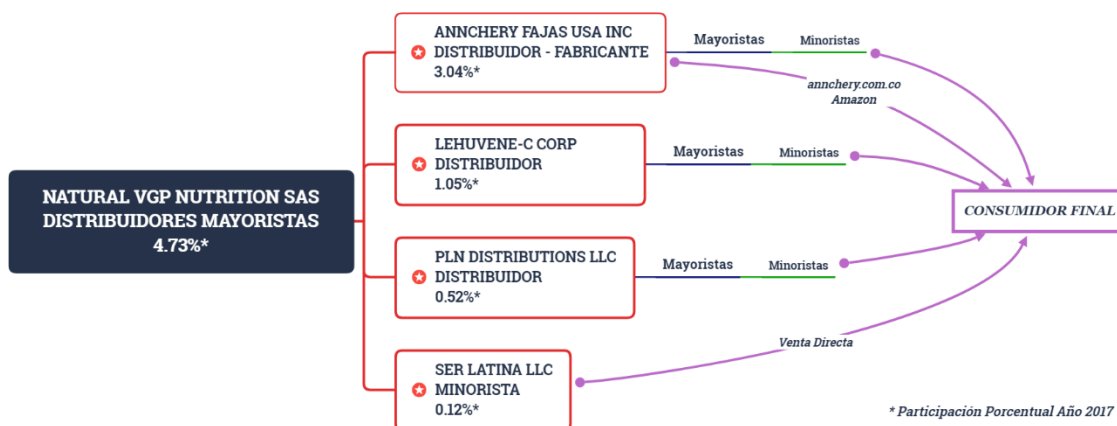 NATURAL VGP NUTRITION SAS
DISTRIBUIDORES MAYORISTAS
4.73%*
ANNCHERY FAJAS USA INC
DISTRIBUIDOR - FABRICANTE
3.04%*
Mayoristas
Minoristas
annchery.com.co
Amazon
LEHUVENE-C CORP
DISTRIBUIDOR
1.05%*
Mayoristas
Minoristas
PLN DISTRIBUTIONS LLC
DISTRIBUIDOR
0.52%*
Mayoristas
Minoristas
SER LATINA LLC
MINORISTA
0.12%*
Venta Directa
CONSUMIDOR FINAL
* Participación Porcentual Año 2017